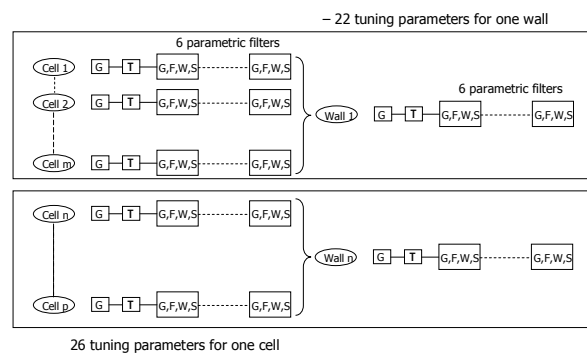 – 22 tuning parameters for one wall
6 parametric filters
Cell 1 G T G,F,W,S G,F,W,S
6 parametric filters
Cell 2 G T G,F,W,S G,F,W,S
Wall 1 G T G,F,W,S G,F,W,S
Cell m G T G,F,W,S G,F,W,S
Cell n G T G,F,W,S G,F,W,S
Wall n G T G,F,W,S G,F,W,S
Cell p G T G,F,W,S G,F,W,S
26 tuning parameters for one cell